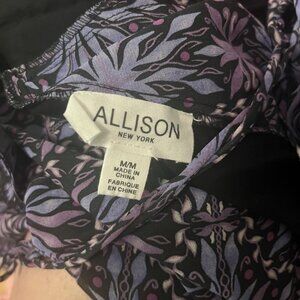 ALLISON
NEW YORK
M/M
MADE IN
CHINA
FABRIQUÉ
EN CHINE